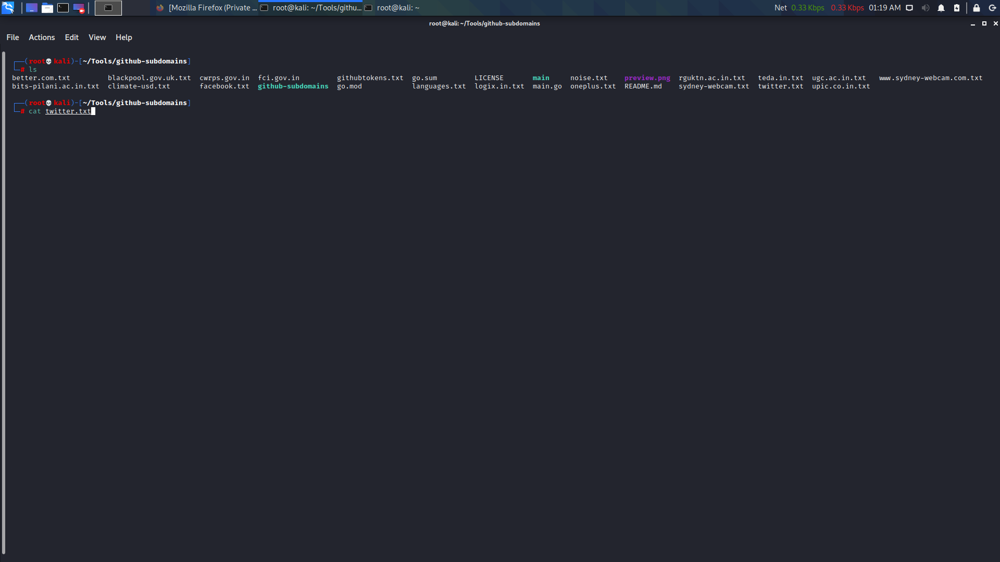 [Mozilla Firefox (Private ... root@kali: ~/Tools/githu... root@kali: ~ Net 0.33 Kbps 0.33 Kbps 01:19 AM
root@kali: ~/Tools/github-subdomains
File Actions Edit View Help
┌──(root💀kali)-[~/Tools/github-subdomains]
└─# ls
better.com.txt blackpool.gov.uk.txt cwrps.gov.in fci.gov.in githubtokens.txt go.sum LICENSE main noise.txt preview.png rguktn.ac.in.txt teda.in.txt ugc.ac.in.txt www.sydney-webcam.com.txt
bits-pilani.ac.in.txt climate-usd.txt facebook.txt github-subdomains go.mod languages.txt logix.in.txt main.go oneplus.txt README.md sydney-webcam.txt twitter.txt upic.co.in.txt
┌──(root💀kali)-[~/Tools/github-subdomains]
└─# cat twitter.txt